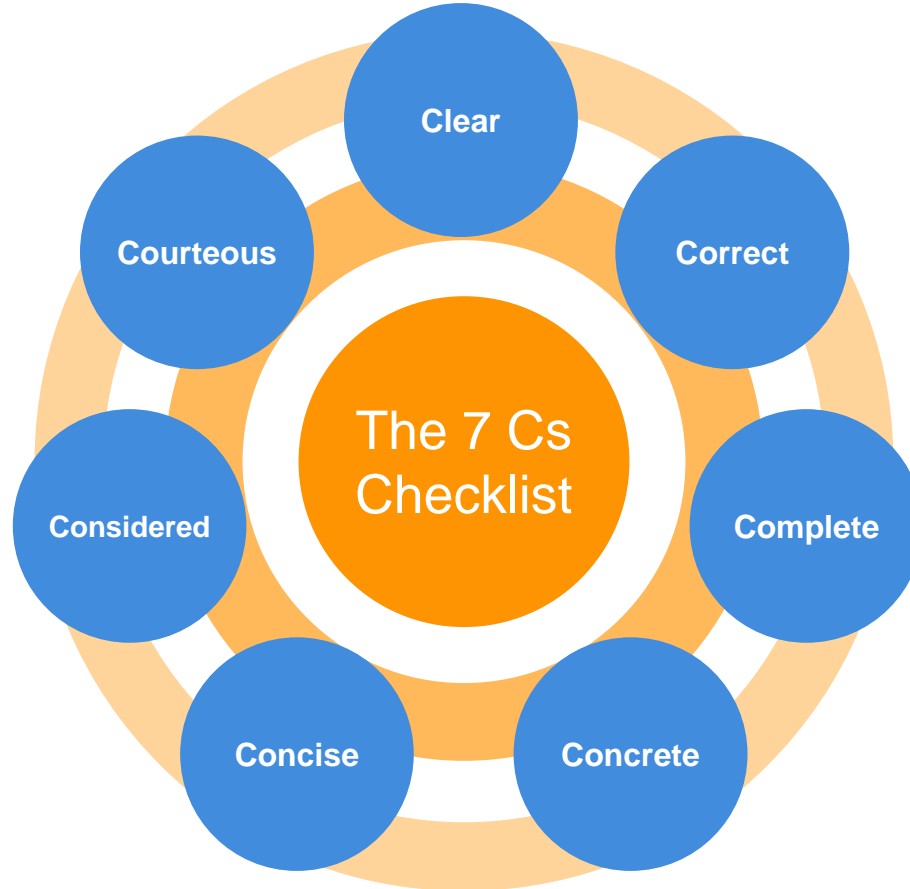 Clear
Correct
Complete
Concrete
Concise
Considered
Courteous
The 7 Cs
Checklist